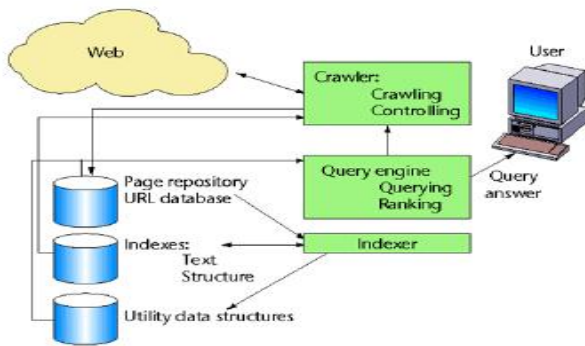 Web
User
Crawler:
Crawling
Controlling
Query engine
Querying
Ranking
Query
answer
Page repository
URL database
Indexes:
Text
Structure
Indexer
Utility data structures